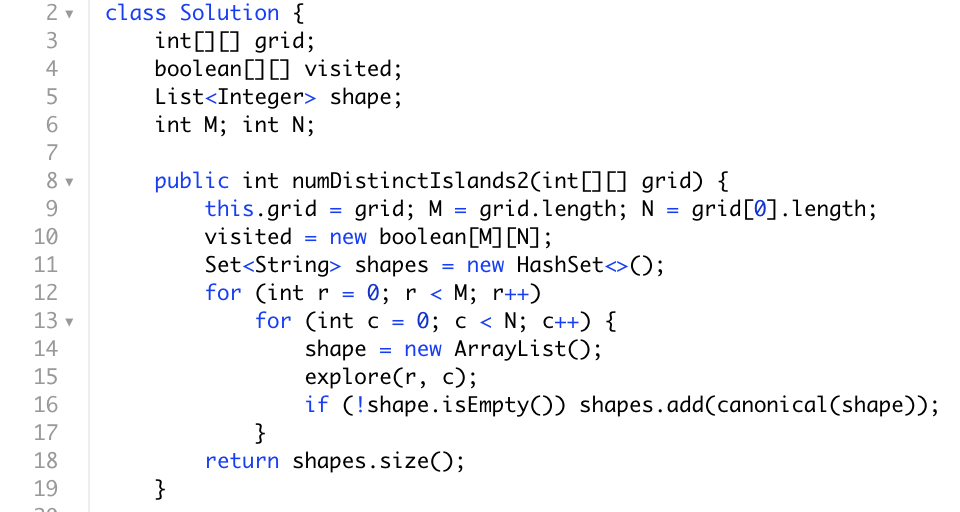 2 class Solution {
3 int[][] grid;
4 boolean[][] visited;
5 List<Integer> shape;
6 int M; int N;
7
8 public int numDistinctIslands2(int[][] grid) {
9 this.grid = grid; M = grid.length; N = grid[0].length;
10 visited = new boolean[M][N];
11 Set<String> shapes = new HashSet<>();
12 for (int r = 0; r < M; r++)
13 for (int c = 0; c < N; c++) {
14 shape = new ArrayList();
15 explore(r, c);
16 if (!shape.isEmpty()) shapes.add(canonical(shape));
17 }
18 return shapes.size();
19 }